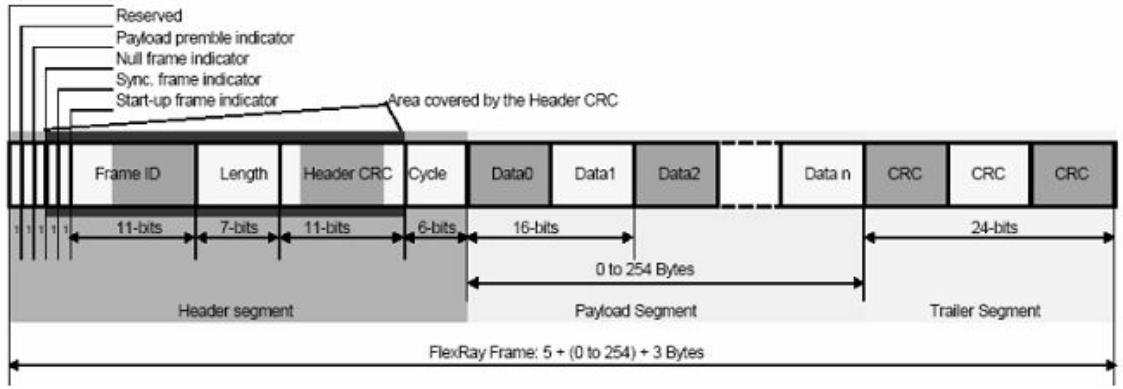 Reserved
Payload premble indicator
Null frame indicator
Sync. frame indicator
Start-up frame indicator
Area covered by the Header CRC
Frame ID Length Header CRC Cycle Data0 Data1 Data2 Data n CRC CRC CRC
1 1 1 1 1 11-bits 7-bits 11-bits 6-bits 16-bits 24-bits
0 to 254 Bytes
Header segment Payload Segment Trailer Segment
FlexRay Frame: 5 + (0 to 254) + 3 Bytes